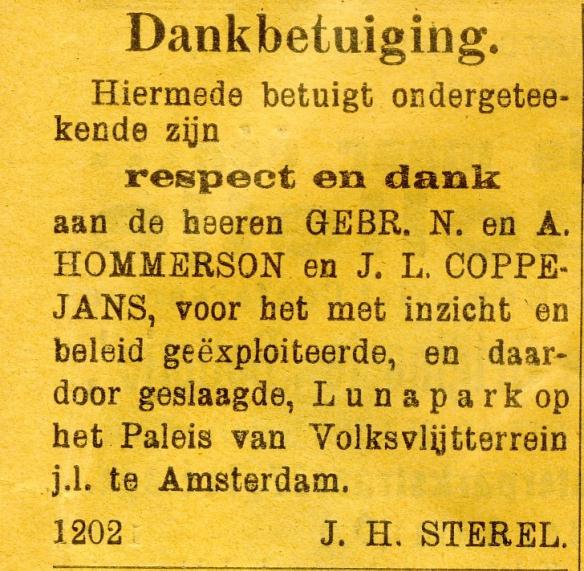 Dankbetuiging.
Hiermede betuigt ondergetee-
kende zijn
respect en dank
aan de heeren GEBR. N. en A.
HOMMERSON en J. L. COPPE-
JANS, voor het met inzicht en
beleid geëxploiteerde, en daar-
door geslaagde, Lunapark op
het Paleis van Volksvlijtterrein
j.l. te Amsterdam.
1202 J. H. STEREL.